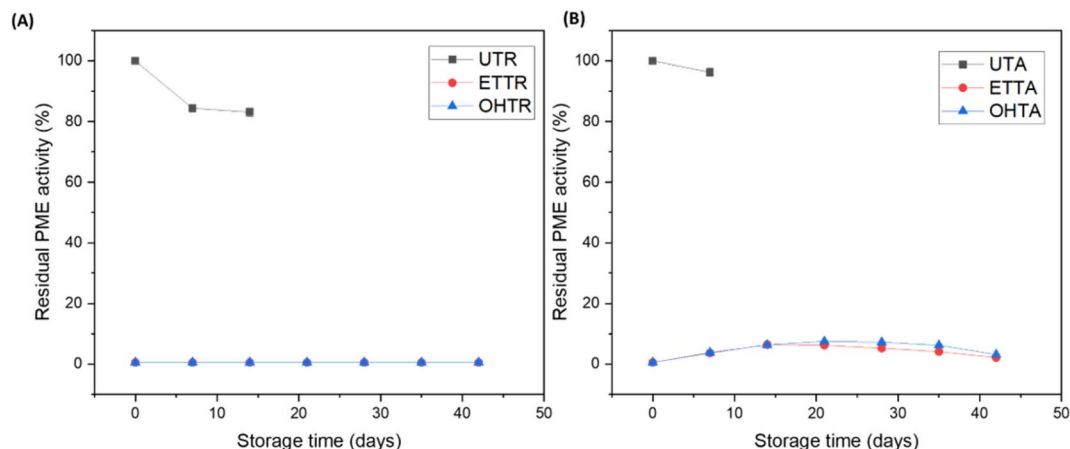 (A)
Residual PME activity (%)
100
80
60
40
20
0
UTR
ETTR
OHTR
0 10 20 30 40 50
Storage time (days)
(B)
Residual PME activity (%)
100
80
60
40
20
0
UTA
ETTA
OHTA
0 10 20 30 40 50
Storage time (days)